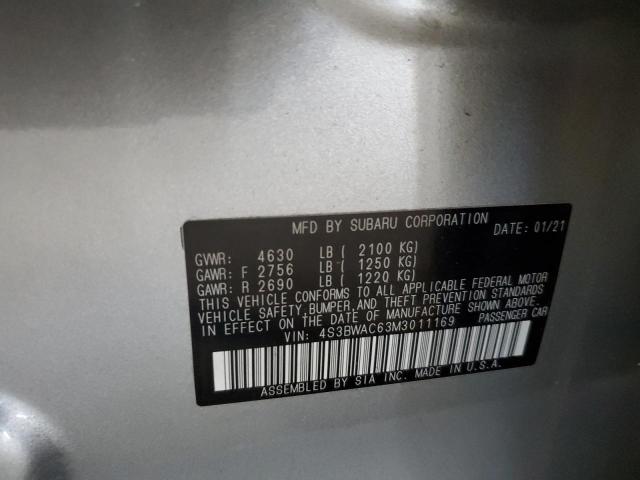 MFD BY SUBARU CORPORATION DATE: 01/21
GVWR: 4630 LB ( 2100 KG)
GAWR: F 2756 LB ( 1250 KG)
GAWR: R 2690 LB ( 1220 KG)
THIS VEHICLE CONFORMS TO ALL APPLICABLE FEDERAL MOTOR
VEHICLE SAFETY, BUMPER, AND THEFT PREVENTION STANDARDS
IN EFFECT ON THE DATE OF MANUFACTURE SHOWN ABOVE.
VIN: 4S3BWAC63M3011169 PASSENGER CAR
ASSEMBLED BY SIA INC. MADE IN U.S.A.